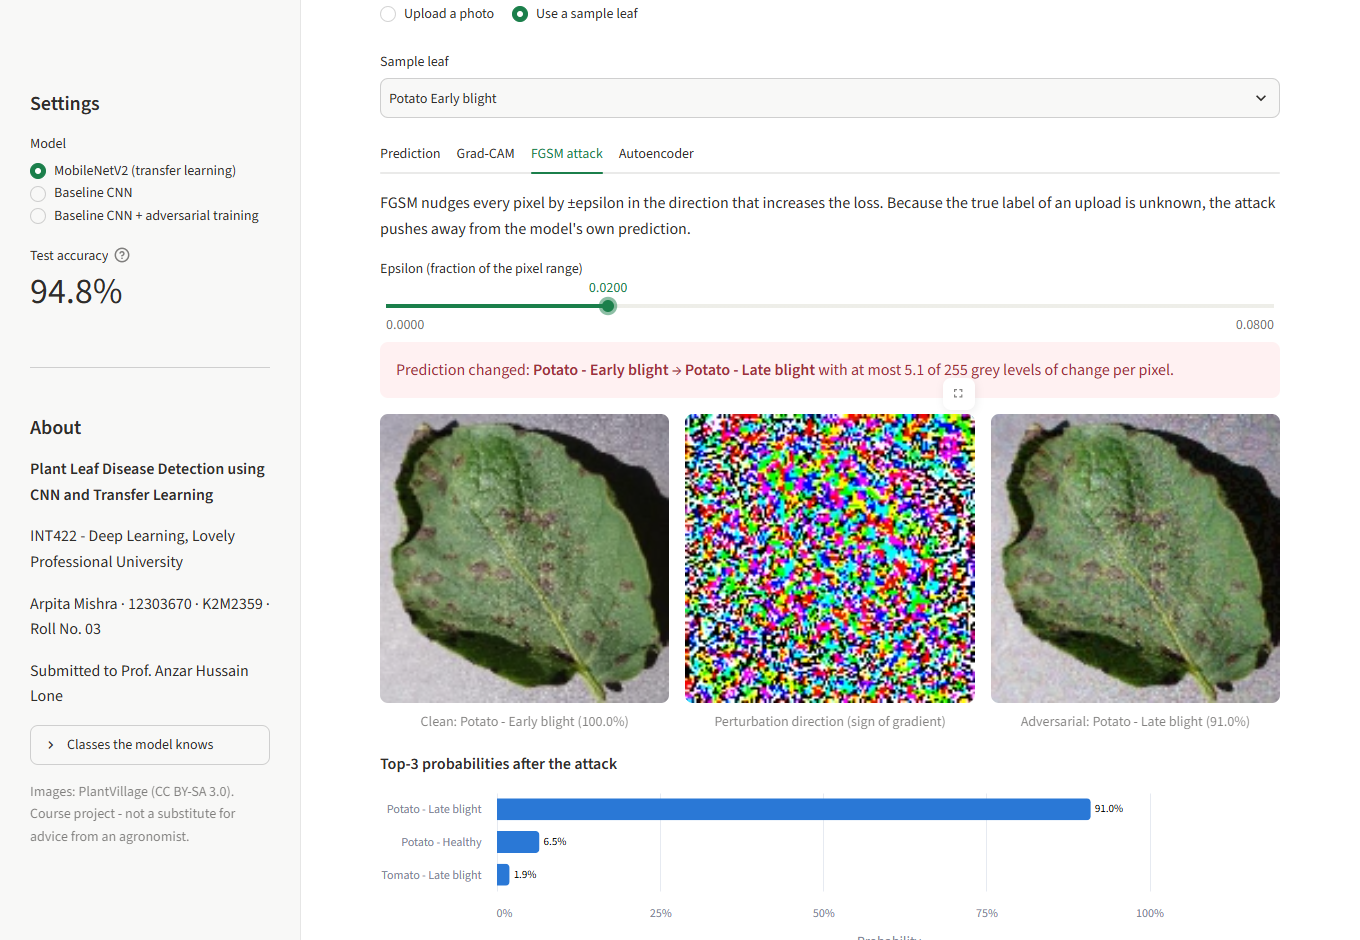 Settings
Model
MobileNetV2 (transfer learning)
Baseline CNN
Baseline CNN + adversarial training
Test accuracy
94.8%
About
Plant Leaf Disease Detection using
CNN and Transfer Learning
INT422 - Deep Learning, Lovely
Professional University
Arpita Mishra · 12303670 · K2M2359 ·
Roll No. 03
Submitted to Prof. Anzar Hussain
Lone
Classes the model knows
Images: PlantVillage (CC BY-SA 3.0).
Course project - not a substitute for
advice from an agronomist.
Upload a photo
Use a sample leaf
Sample leaf
Potato Early blight
Prediction Grad-CAM FGSM attack Autoencoder
FGSM nudges every pixel by ±epsilon in the direction that increases the loss. Because the true label of an upload is unknown, the attack
pushes away from the model's own prediction.
Epsilon (fraction of the pixel range)
0.0200
0.0000 0.0800
Prediction changed: Potato - Early blight → Potato - Late blight with at most 5.1 of 255 grey levels of change per pixel.
Clean: Potato - Early blight (100.0%)
Perturbation direction (sign of gradient)
Adversarial: Potato - Late blight (91.0%)
Top-3 probabilities after the attack
Potato - Late blight 91.0%
Potato - Healthy 6.5%
Tomato - Late blight 1.9%
0% 25% 50% 75% 100%
Probability